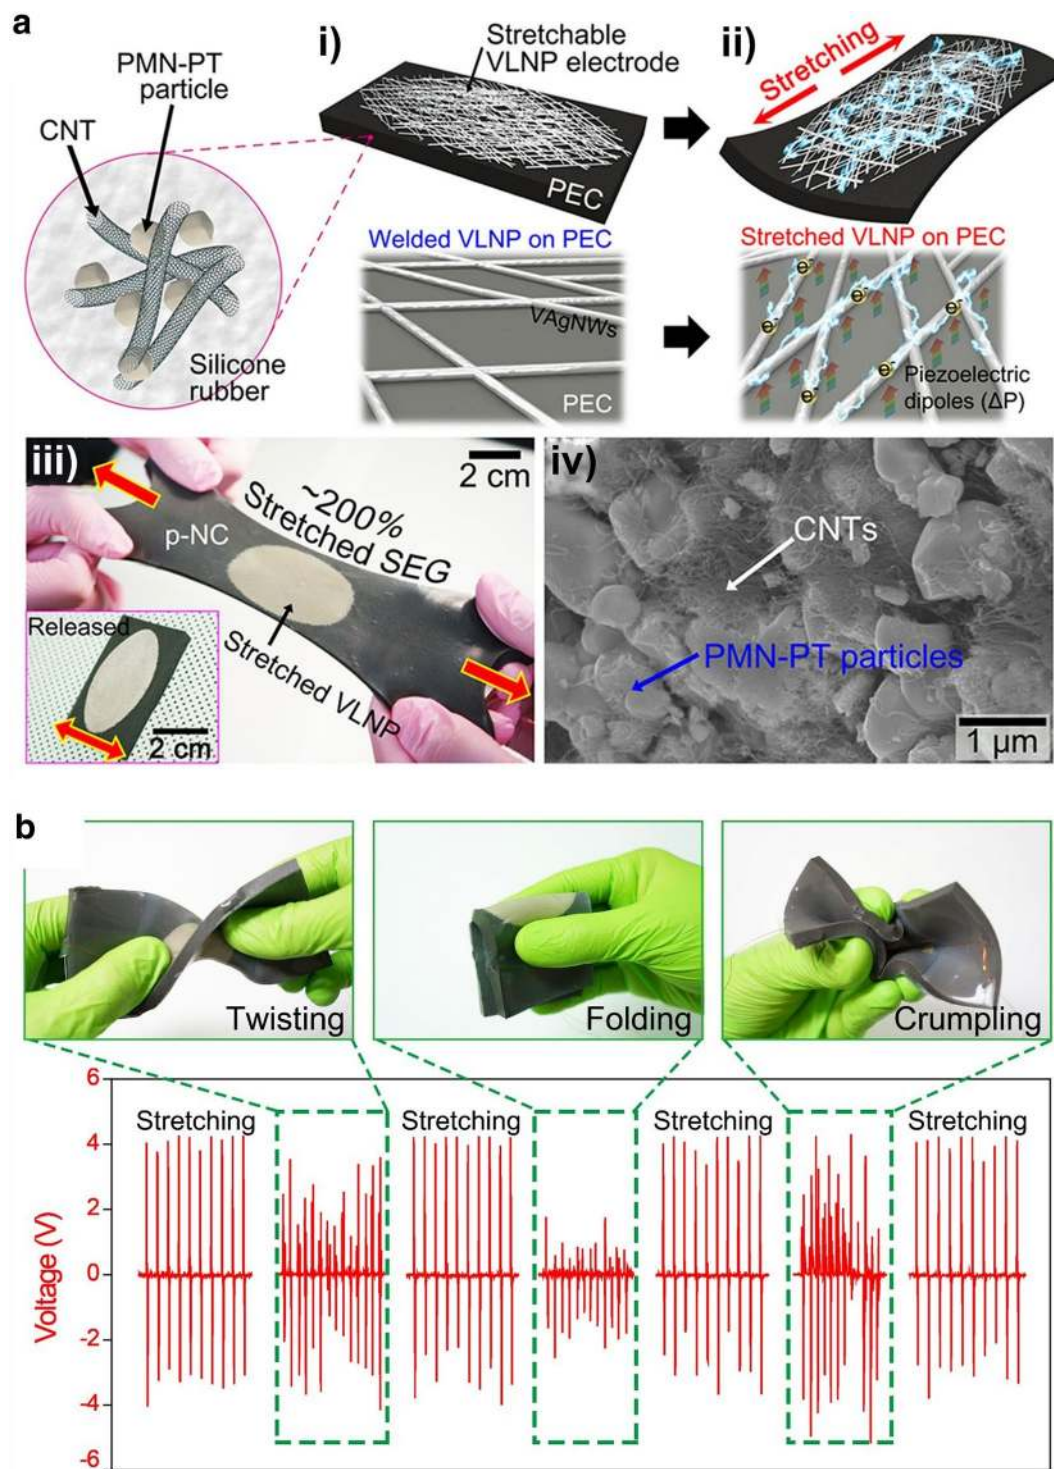 a
PMN-PT
particle
CNT
Silicone
rubber
i)
Stretchable
VLNP electrode
PEC
ii)
Stretching
Welded VLNP on PEC
VAgNWs
PEC
Stretched VLNP on PEC
e-
e-
e-
e-
e-
e-
Piezoelectric
dipoles (ΔP)
iii)
2 cm
p-NC
~200%
Stretched SEG
Stretched VLNP
Released
2 cm
iv)
CNTs
PMN-PT particles
1 µm
b
Twisting
Folding
Crumpling
Voltage (V)
6
4
2
0
-2
-4
-6
Stretching
Stretching
Stretching
Stretching